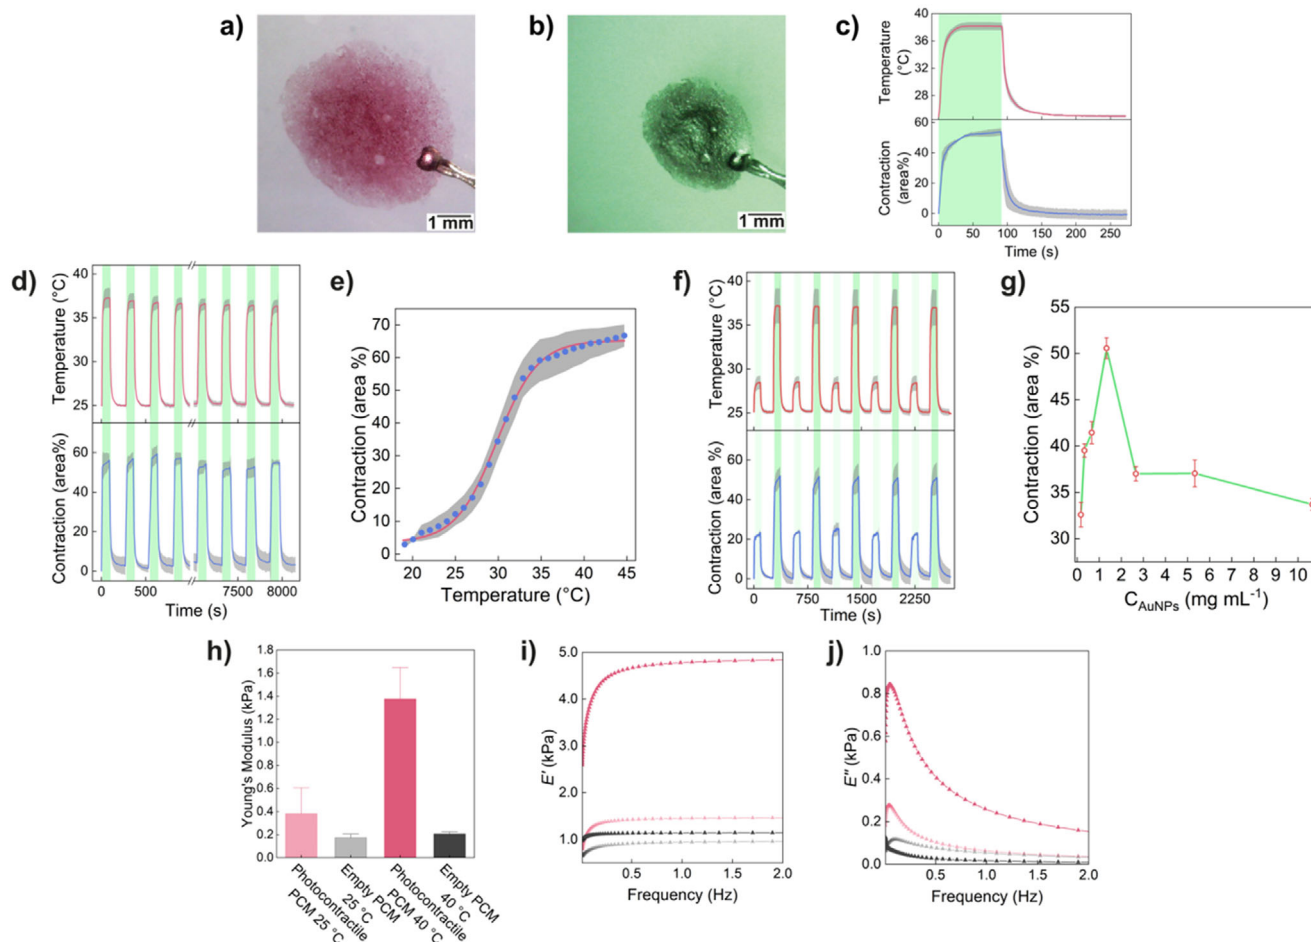 a)
1 mm
b)
1 mm
c)
Temperature
(°C)
40
36
32
28
Contraction
(area%)
60
40
20
0
0 50 100 150 200 250
Time (s)
d)
Temperature (°C)
40
35
30
25
Contraction (area%)
60
40
20
0
0 500 7500 8000
Time (s)
e)
Contraction (area %)
70
60
50
40
30
20
10
0
20 25 30 35 40 45
Temperature (°C)
f)
Temperature (°C)
40
35
30
25
Contraction (area %)
60
40
20
0
0 750 1500 2250
Time (s)
g)
Contraction (area %)
55
50
45
40
35
30
0 1 2 3 4 5 6 7 8 9 10
C AuNPs (mg mL-1)
h)
Young's Modulus (kPa)
1.8
1.6
1.4
1.2
1.0
0.8
0.6
0.4
0.2
0.0
Photocontractile
PCM 25 °C
Empty PCM
25 °C
Photocontractile
PCM 40 °C
Empty PCM
40 °C
i)
E' (kPa)
5.0
4.0
3.0
2.0
1.0
0.5 1.0 1.5 2.0
Frequency (Hz)
j)
E" (kPa)
1.0
0.8
0.6
0.4
0.2
0.0
0.5 1.0 1.5 2.0
Frequency (Hz)